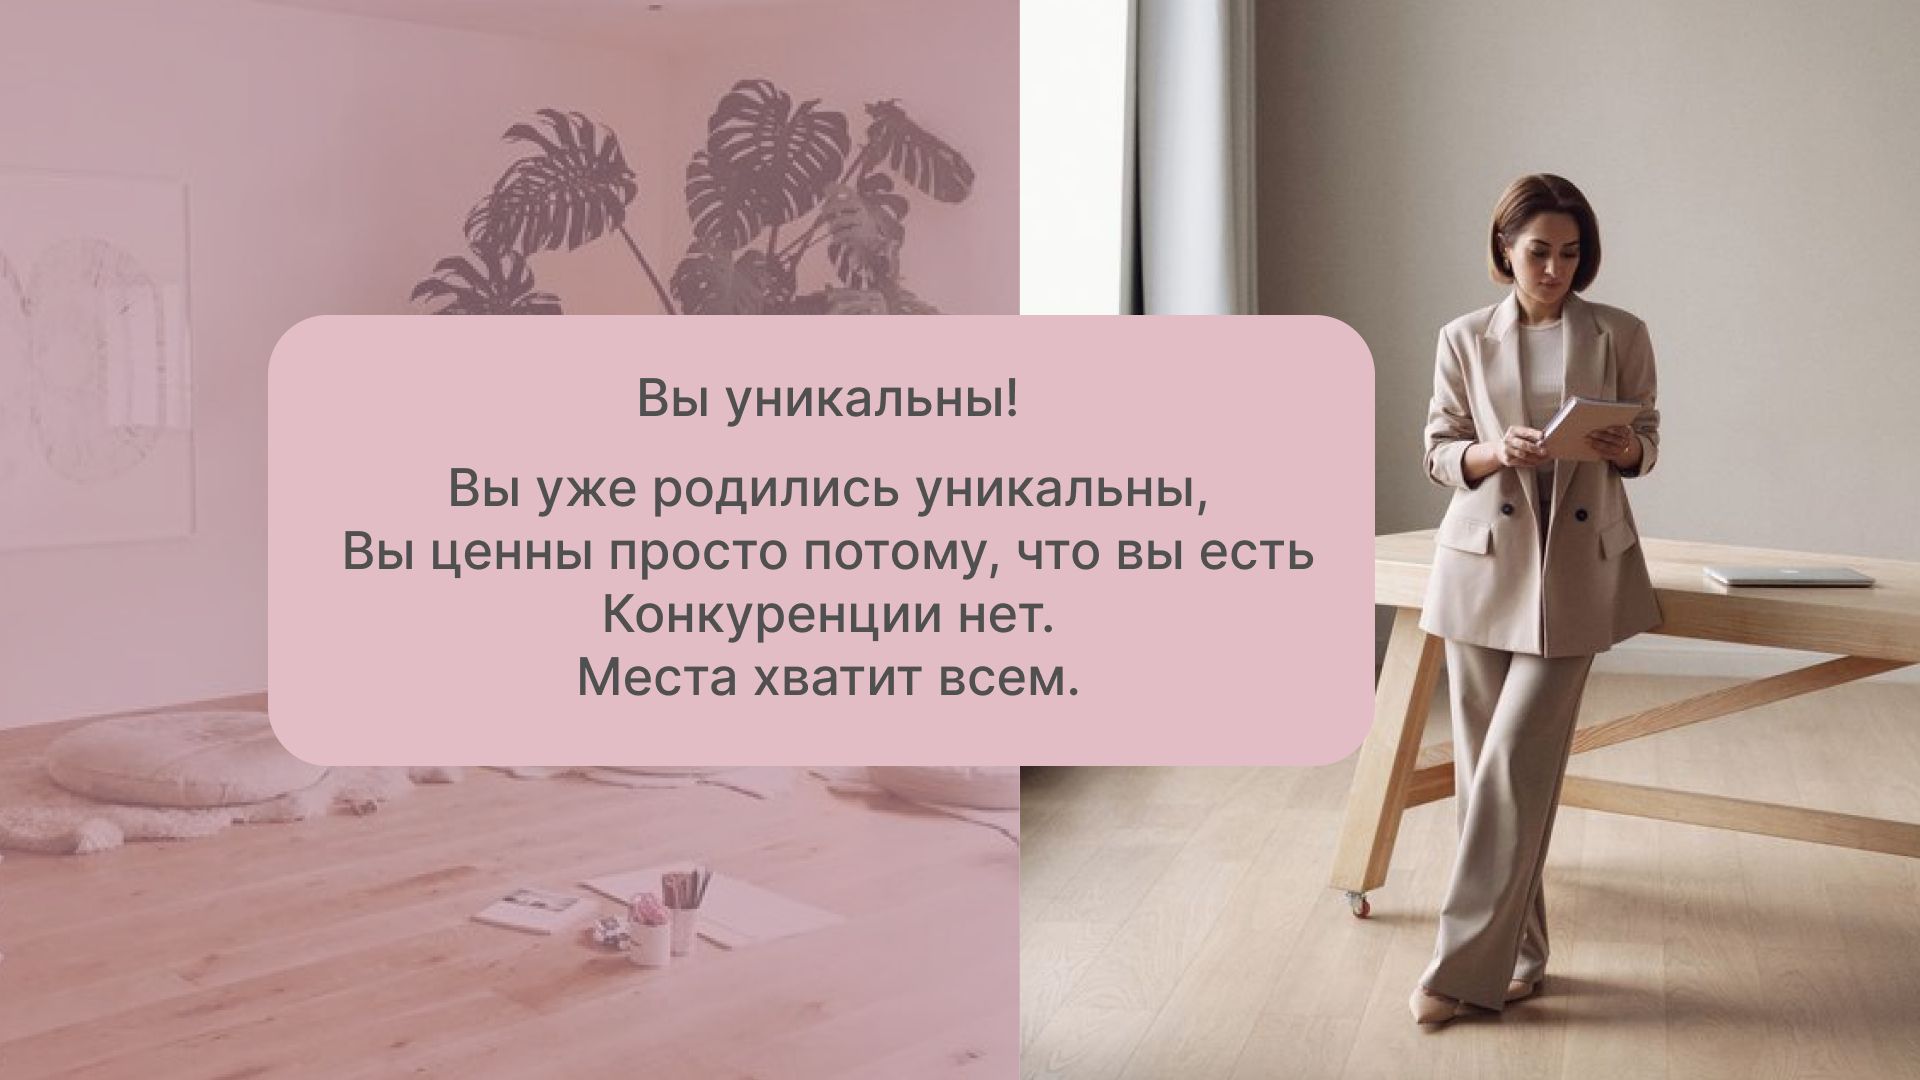 Вы уникальны!
Вы уже родились уникальны,
Вы ценны просто потому, что вы есть
Конкуренции нет.
Места хватит всем.